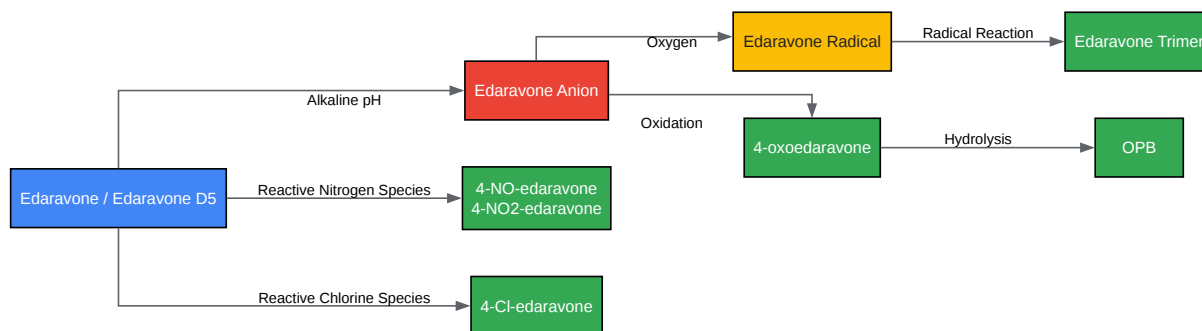 Oxygen
Edaravone Radical
Radical Reaction
Edaravone Trimer
Edaravone Anion
Alkaline pH
Oxidation
4-oxoedaravone
Hydrolysis
OPB
Edaravone / Edaravone D5
Reactive Nitrogen Species
4-NO-edaravone
4-NO2-edaravone
Reactive Chlorine Species
4-Cl-edaravone